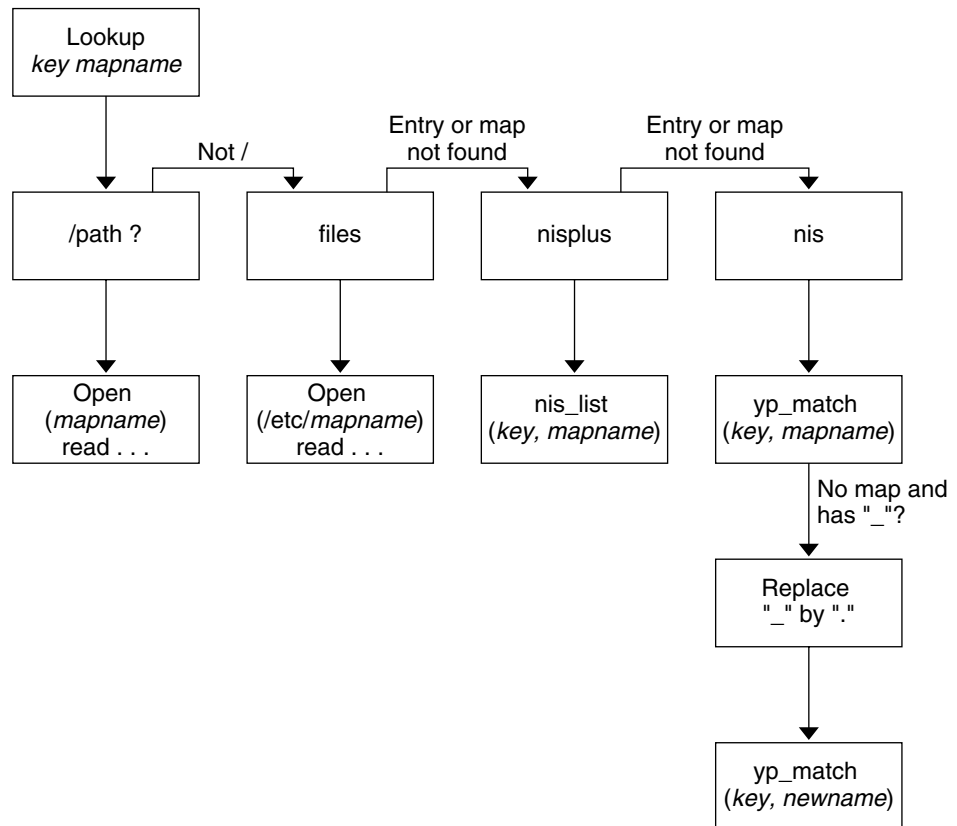 Lookup
key mapname
Not /
Entry or map
not found
Entry or map
not found
/path ?
files
nisplus
nis
Open
(mapname)
read . . .
Open
(/etc/mapname)
read . . .
nis_list
(key, mapname)
yp_match
(key, mapname)
No map and
has "_"?
Replace
"_" by "."
yp_match
(key, newname)